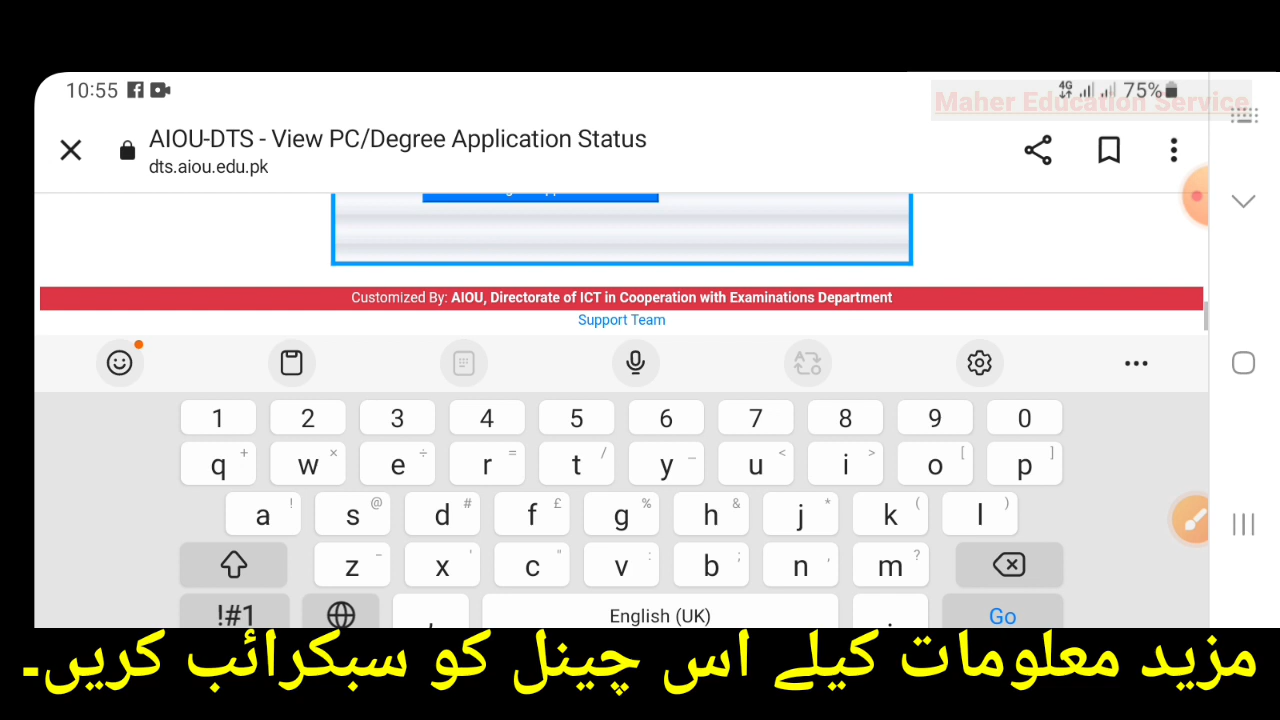 10:55
4G 75%
Maher Education Service
AIOU-DTS - View PC/Degree Application Status
dts.aiou.edu.pk
Customized By: AIOU, Directorate of ICT in Cooperation with Examinations Department
Support Team
1 2 3 4 5 6 7 8 9 0
q + w × e ÷ r = t / y _ u < i > o [ p ]
a ! s @ d # f £ g % h & j * k ( l )
z - x ' c " v : b ; n , m ?
!#1 , English (UK) . Go
مزید معلومات کیلے اس چینل کو سبکرائب کریں۔